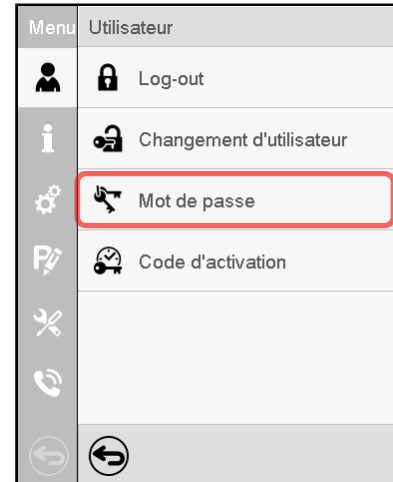 Menu Utilisateur
Log-out
Changement d'utilisateur
Mot de passe
Code d'activation